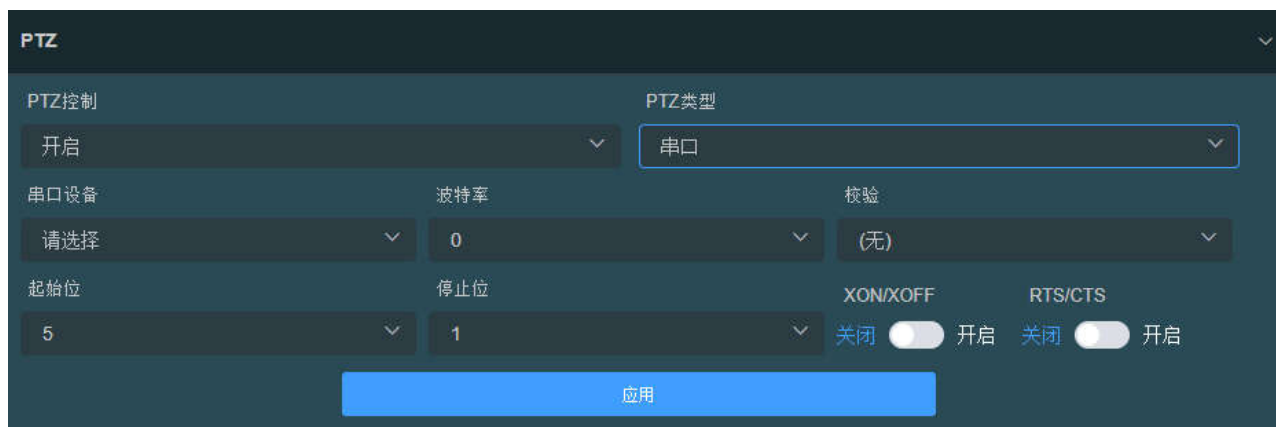 PTZ
PTZ控制 PTZ类型
开启 串口
串口设备 波特率 校验
请选择 0 (无)
起始位 停止位 XON/XOFF RTS/CTS
5 1 关闭 开启 关闭 开启
应用